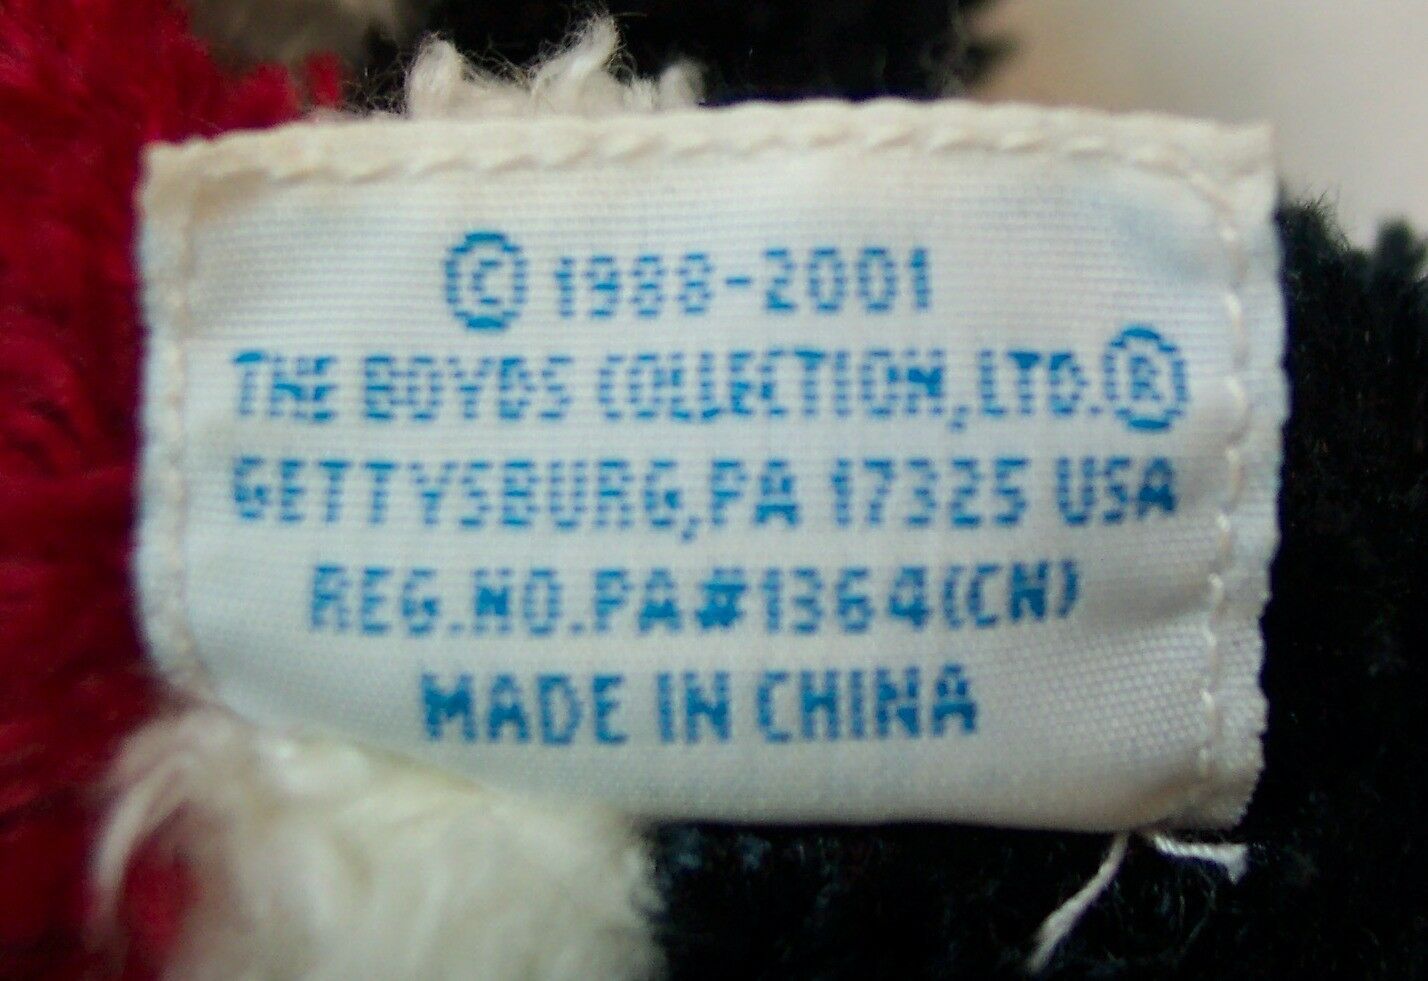 © 1988-2001
THE BOYDS COLLECTION, LTD.®
GETTYSBURG, PA 17325 USA
REG.NO.PA#1364(CN)
MADE IN CHINA